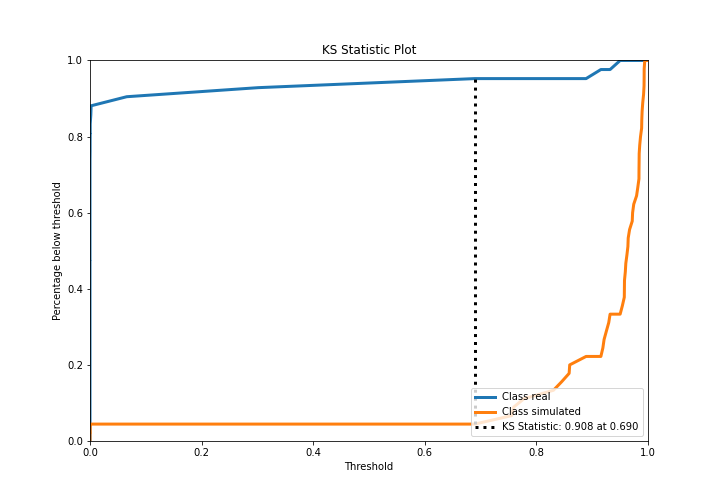 KS Statistic Plot
Percentage below threshold
1.0
0.8
0.6
0.4
0.2
0.0
0.0 0.2 0.4 0.6 0.8 1.0
Threshold
Class real
Class simulated
KS Statistic: 0.908 at 0.690